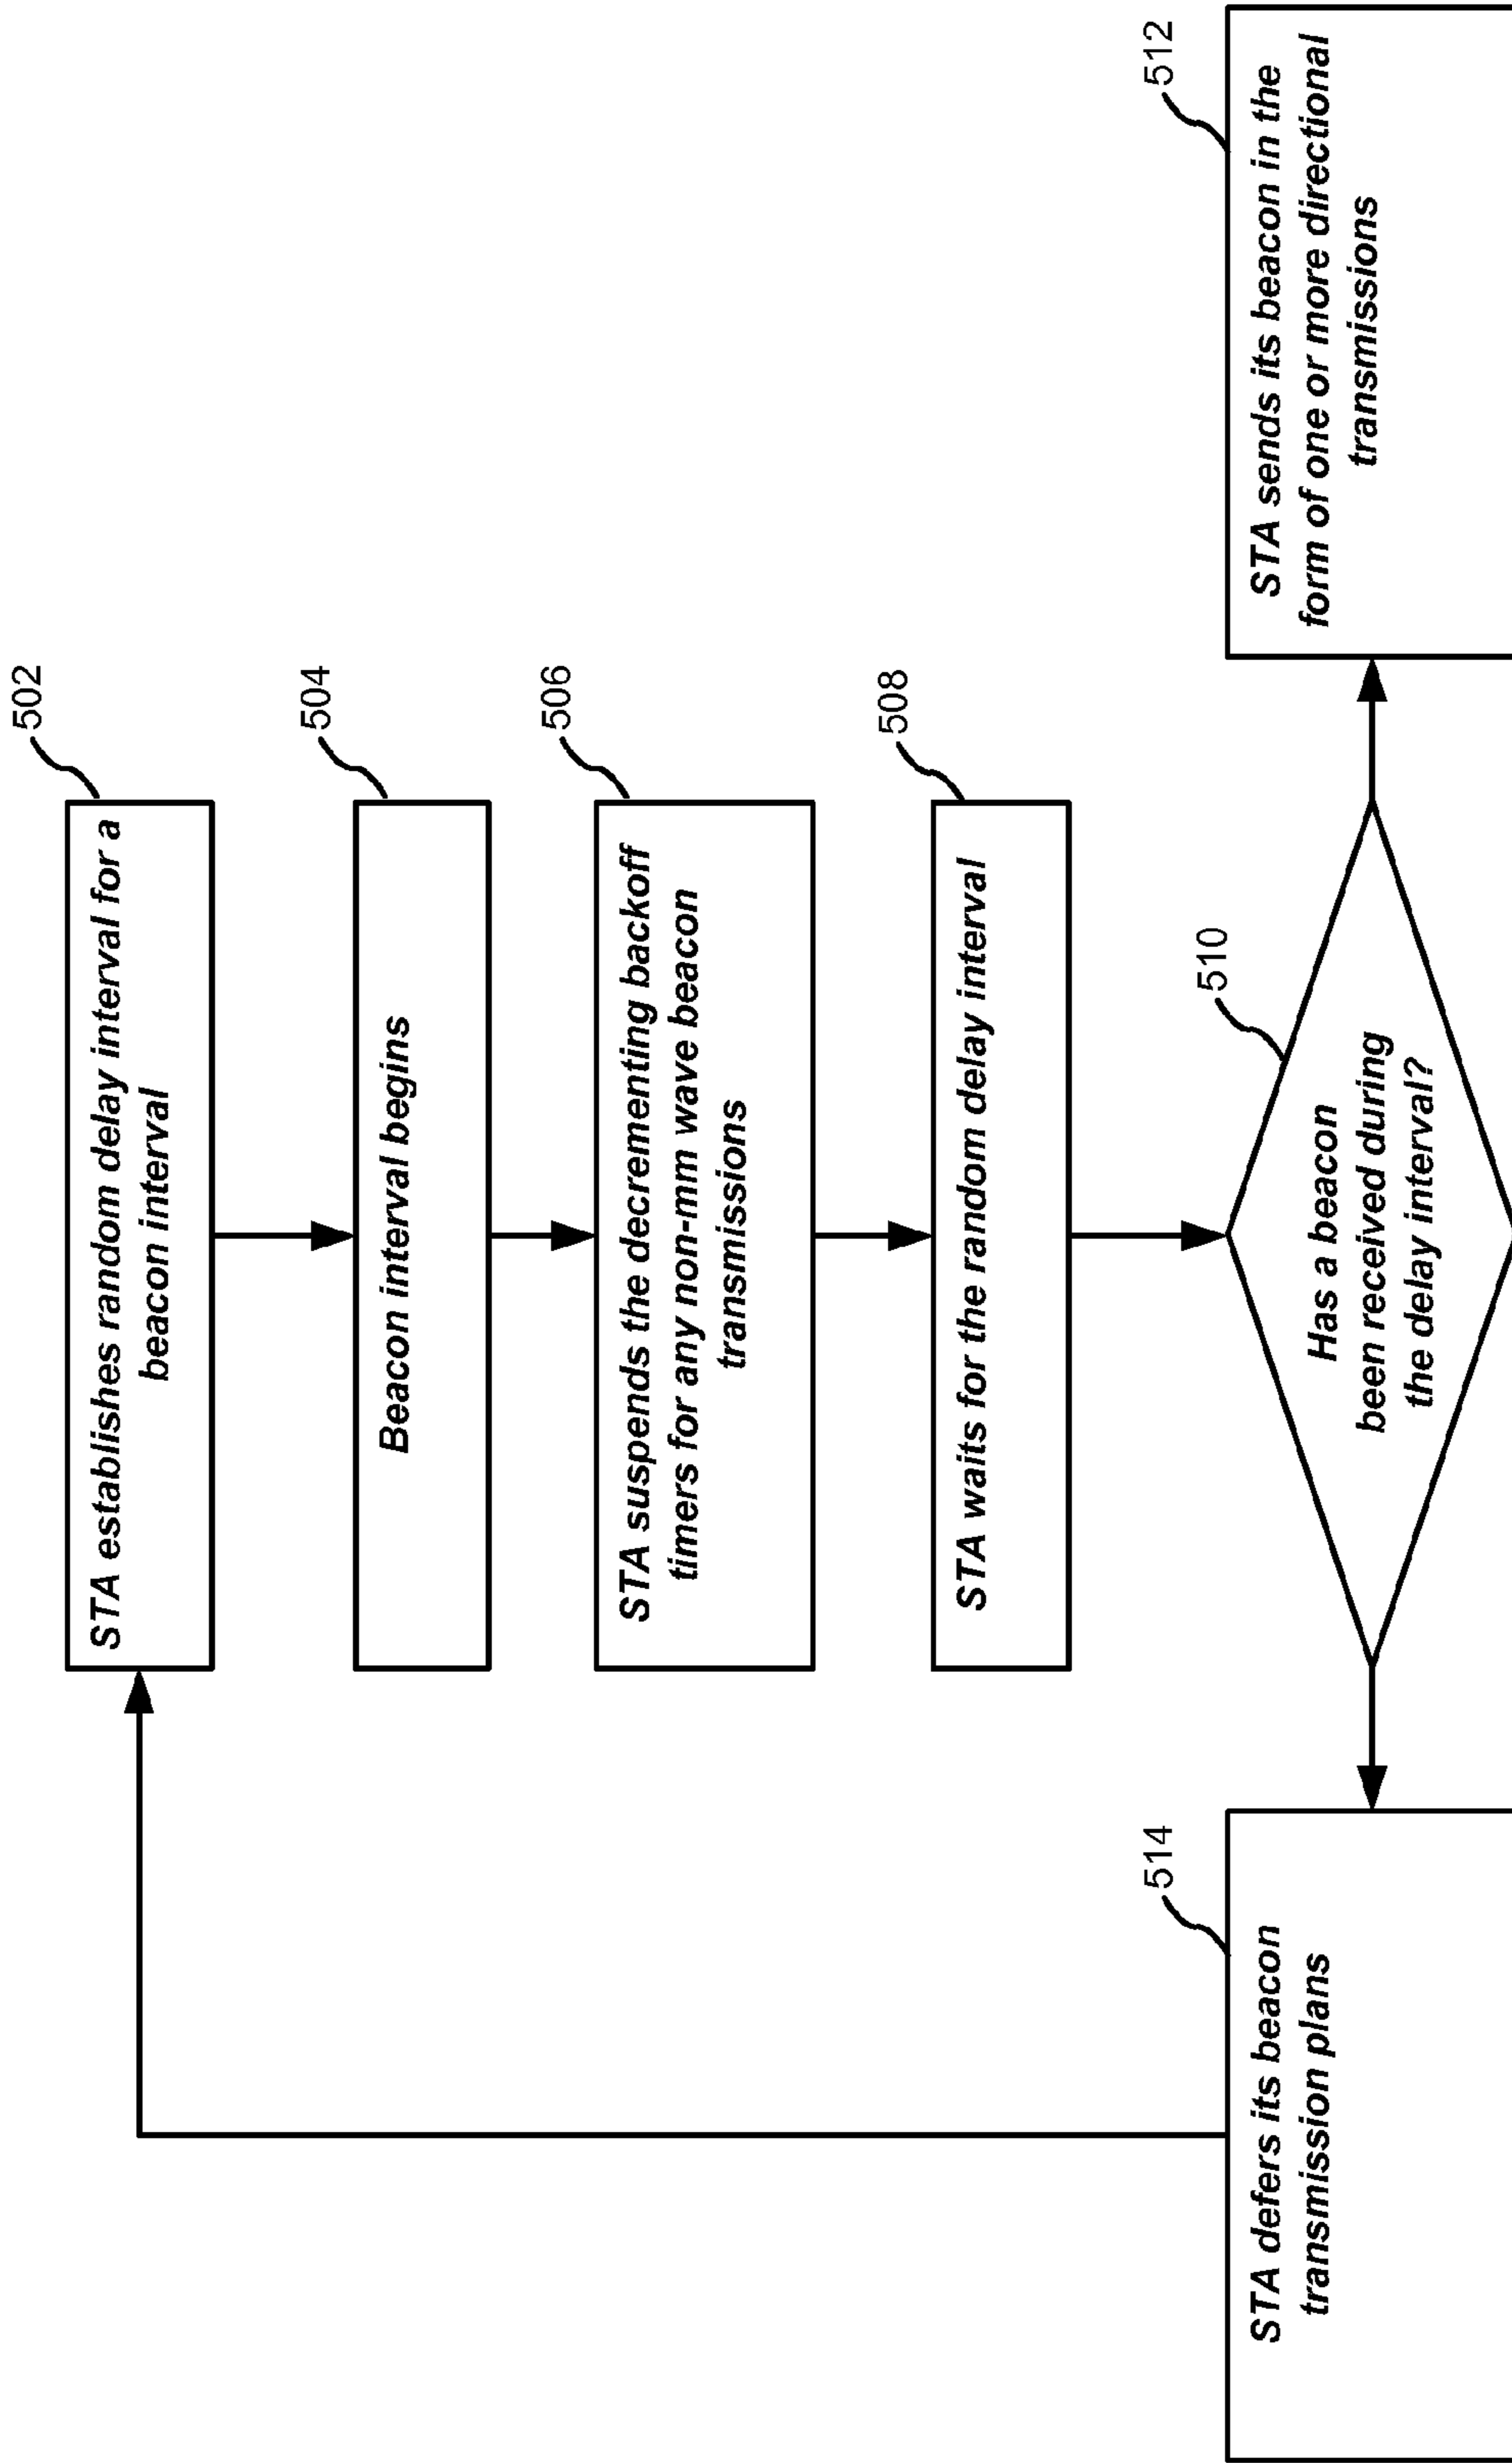 502
STA establishes random delay interval for a
beacon interval
504
Beacon interval begins
506
STA suspends the decrementing backoff
timers for any non-mm wave beacon
transmissions
508
STA waits for the random delay interval
510
Has a beacon
been received during
the delay interval?
514
STA defers its beacon
transmission plans
512
STA sends its beacon in the
form of one or more directional
transmissions